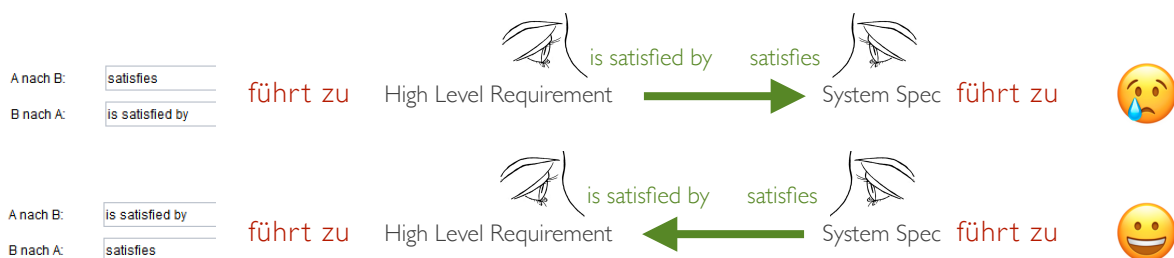 is satisfied by satisfies
A nach B: satisfies
führt zu High Level Requirement System Spec führt zu
B nach A: is satisfied by
is satisfied by satisfies
A nach B: is satisfied by
führt zu High Level Requirement System Spec führt zu
B nach A: satisfies